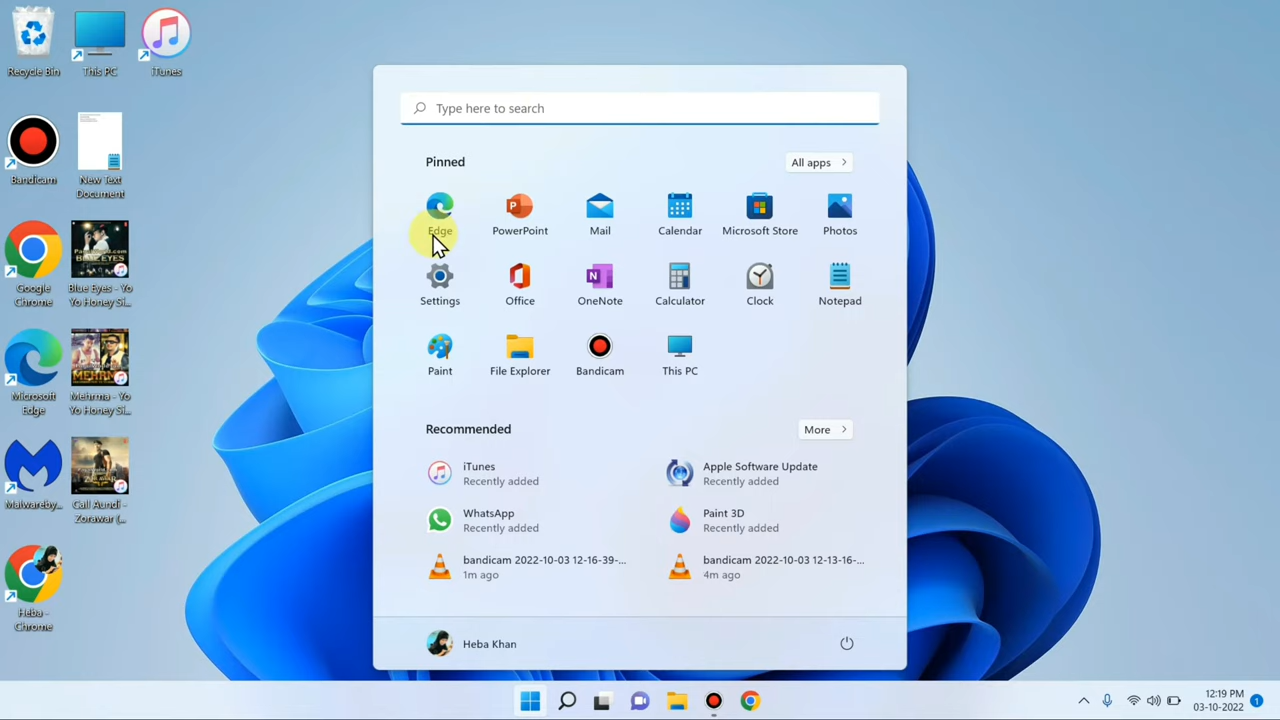 Recycle Bin
This PC
iTunes
Bandicam
New Text
Document
Google
Chrome
Blue Eyes - Yo
Yo Honey Si...
Microsoft
Edge
Mehrma - Yo
Yo Honey Si...
Malwareby...
Call Aundi -
Zorawar (...
Heba -
Chrome
Type here to search
Pinned
All apps
Edge
PowerPoint
Mail
Calendar
Microsoft Store
Photos
Settings
Office
OneNote
Calculator
Clock
Notepad
Paint
File Explorer
Bandicam
This PC
Recommended
More
iTunes
Recently added
Apple Software Update
Recently added
WhatsApp
Recently added
Paint 3D
Recently added
bandicam 2022-10-03 12-16-39-...
1m ago
bandicam 2022-10-03 12-13-16-...
4m ago
Heba Khan
12:19 PM
03-10-2022
1